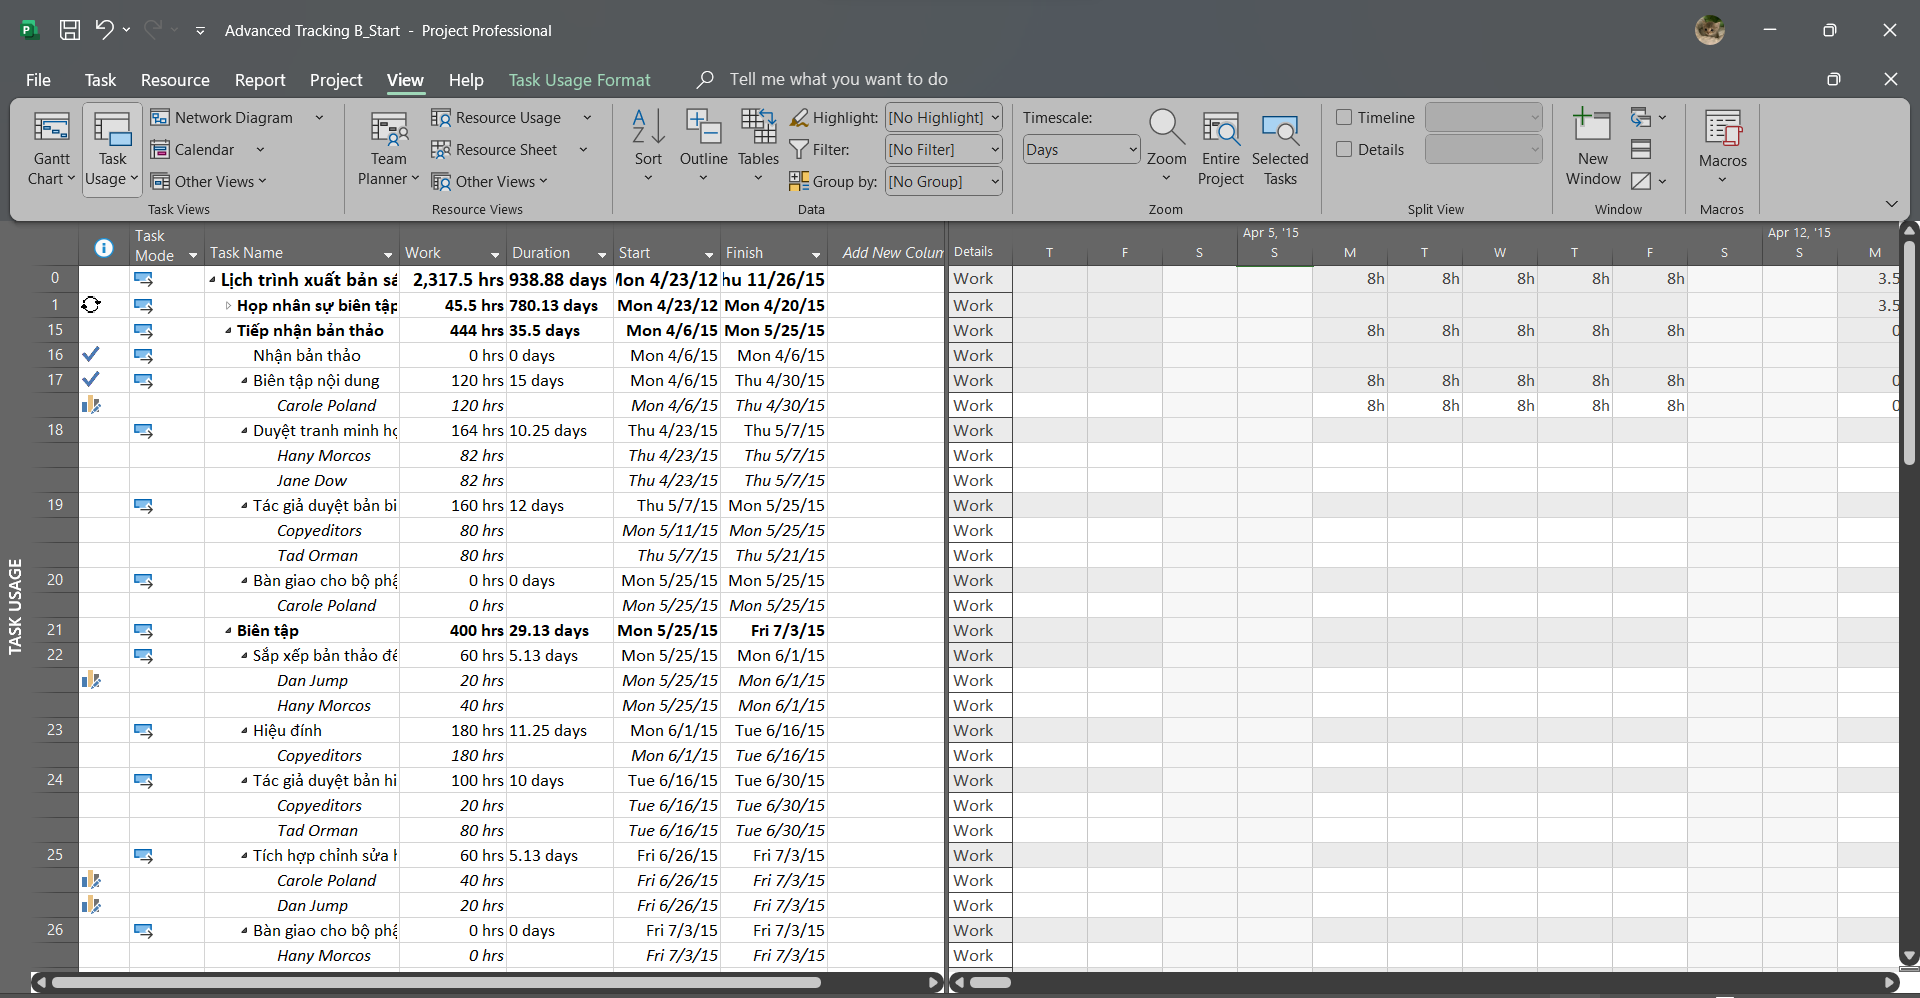 Advanced Tracking B_Start - Project Professional
File Task Resource Report Project View Help Task Usage Format Tell me what you want to do
Gantt Chart
Task Usage
Network Diagram
Calendar
Other Views
Task Views
Team Planner
Resource Usage
Resource Sheet
Other Views
Resource Views
Sort
Outline
Tables
Highlight: [No Highlight]
Filter: [No Filter]
Group by: [No Group]
Data
Timescale:
Days
Zoom
Entire Project
Selected Tasks
Zoom
Timeline
Details
Split View
New Window
Window
Macros
Macros
TASK USAGE
Task Mode Task Name Work Duration Start Finish Add New Colum Details T F S Apr 5, '15 S M T W T F S Apr 12, '15 S M
0 Lịch trình xuất bản sá 2,317.5 hrs 938.88 days Mon 4/23/12 hu 11/26/15 Work 8h 8h 8h 8h 8h 3.5
1 Họp nhân sự biên tập 45.5 hrs 780.13 days Mon 4/23/12 Mon 4/20/15 Work 3.5
15 Tiếp nhận bản thảo 444 hrs 35.5 days Mon 4/6/15 Mon 5/25/15 Work 8h 8h 8h 8h 8h 0
16 Nhận bản thảo 0 hrs 0 days Mon 4/6/15 Mon 4/6/15 Work
17 Biên tập nội dung 120 hrs 15 days Mon 4/6/15 Thu 4/30/15 Work 8h 8h 8h 8h 8h 0
Carole Poland 120 hrs Mon 4/6/15 Thu 4/30/15 Work 8h 8h 8h 8h 8h 0
18 Duyệt tranh minh họ 164 hrs 10.25 days Thu 4/23/15 Thu 5/7/15 Work
Hany Morcos 82 hrs Thu 4/23/15 Thu 5/7/15 Work
Jane Dow 82 hrs Thu 4/23/15 Thu 5/7/15 Work
19 Tác giả duyệt bản bi 160 hrs 12 days Thu 5/7/15 Mon 5/25/15 Work
Copyeditors 80 hrs Mon 5/11/15 Mon 5/25/15 Work
Tad Orman 80 hrs Thu 5/7/15 Thu 5/21/15 Work
20 Bàn giao cho bộ phậ 0 hrs 0 days Mon 5/25/15 Mon 5/25/15 Work
Carole Poland 0 hrs Mon 5/25/15 Mon 5/25/15 Work
21 Biên tập 400 hrs 29.13 days Mon 5/25/15 Fri 7/3/15 Work
22 Sắp xếp bản thảo để 60 hrs 5.13 days Mon 5/25/15 Mon 6/1/15 Work
Dan Jump 20 hrs Mon 5/25/15 Mon 6/1/15 Work
Hany Morcos 40 hrs Mon 5/25/15 Mon 6/1/15 Work
23 Hiệu đính 180 hrs 11.25 days Mon 6/1/15 Tue 6/16/15 Work
Copyeditors 180 hrs Mon 6/1/15 Tue 6/16/15 Work
24 Tác giả duyệt bản hi 100 hrs 10 days Tue 6/16/15 Tue 6/30/15 Work
Copyeditors 20 hrs Tue 6/16/15 Tue 6/30/15 Work
Tad Orman 80 hrs Tue 6/16/15 Tue 6/30/15 Work
25 Tích hợp chỉnh sửa 60 hrs 5.13 days Fri 6/26/15 Fri 7/3/15 Work
Carole Poland 40 hrs Fri 6/26/15 Fri 7/3/15 Work
Dan Jump 20 hrs Fri 6/26/15 Fri 7/3/15 Work
26 Bàn giao cho bộ phậ 0 hrs 0 days Fri 7/3/15 Fri 7/3/15 Work
Hany Morcos 0 hrs Fri 7/3/15 Fri 7/3/15 Work